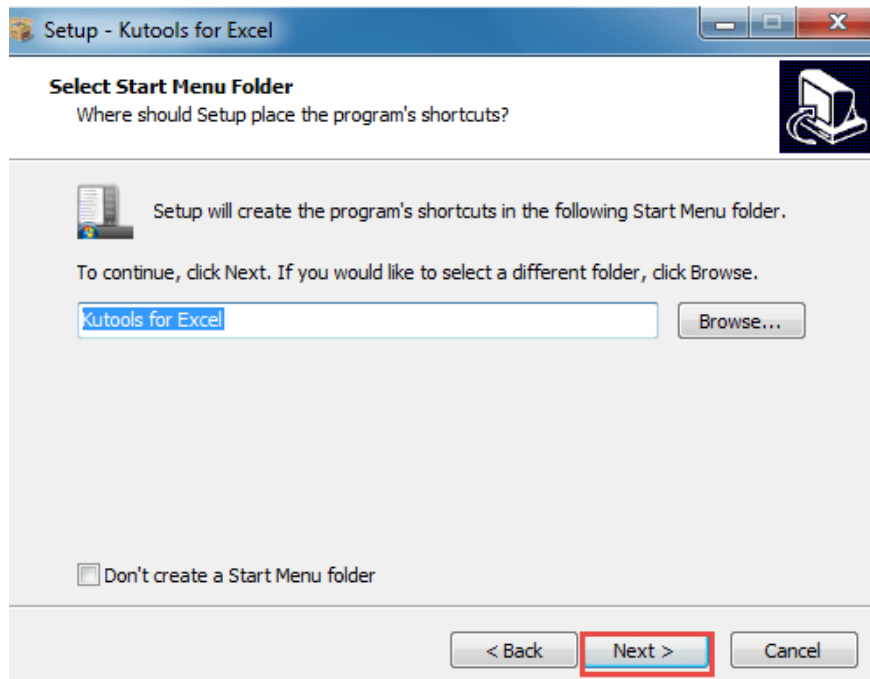 Setup - Kutools for Excel
Select Start Menu Folder
Where should Setup place the program's shortcuts?
Setup will create the program's shortcuts in the following Start Menu folder.
To continue, click Next. If you would like to select a different folder, click Browse.
Kutools for Excel
Browse...
Don't create a Start Menu folder
< Back
Next >
Cancel